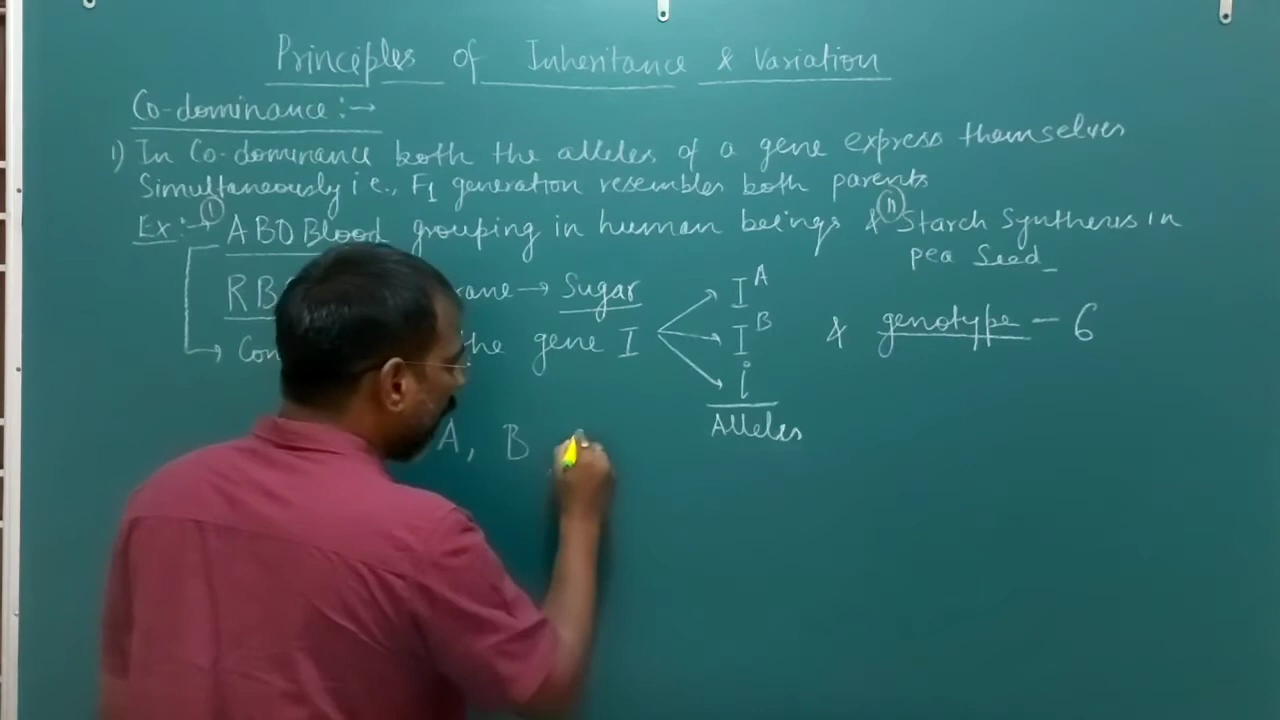 Principles of Inheritance & Variation
Co-dominance :→
1) In Co-dominance both the alleles of a gene express themselves
Simultaneously i.e., F1 generation resembles both parents
Ex :→ (I) ABO Blood grouping in human beings & (II) Starch Synthesis in
pea Seed
RB → Sugar
I^A
→ the gene I
I^B & genotype – 6
i
Alleles
A, B